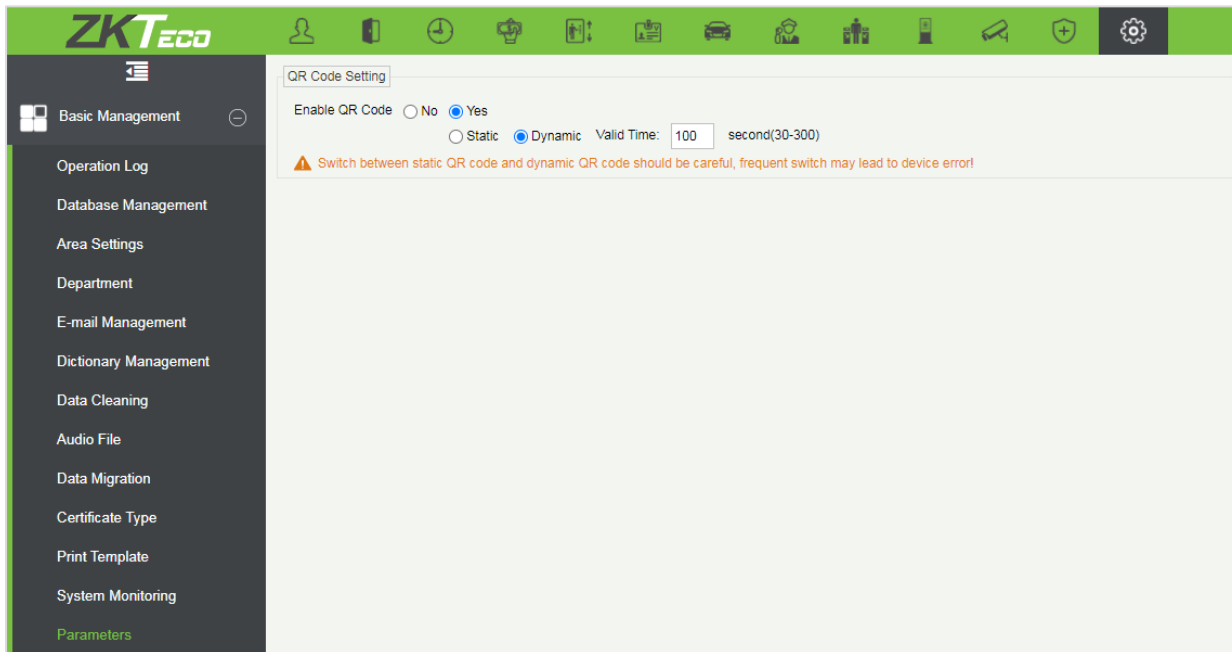 ZKTeco
QR Code Setting
Basic Management
Enable QR Code No Yes
Static Dynamic Valid Time: 100 second(30-300)
Switch between static QR code and dynamic QR code should be careful, frequent switch may lead to device error!
Operation Log
Database Management
Area Settings
Department
E-mail Management
Dictionary Management
Data Cleaning
Audio File
Data Migration
Certificate Type
Print Template
System Monitoring
Parameters